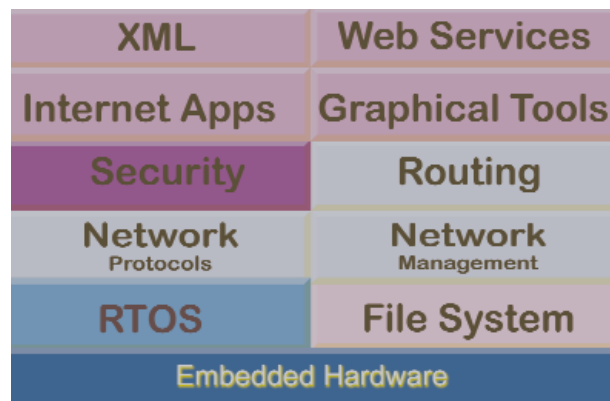 XML
Web Services
Internet Apps
Graphical Tools
Security
Routing
Network
Protocols
Network
Management
RTOS
File System
Embedded Hardware